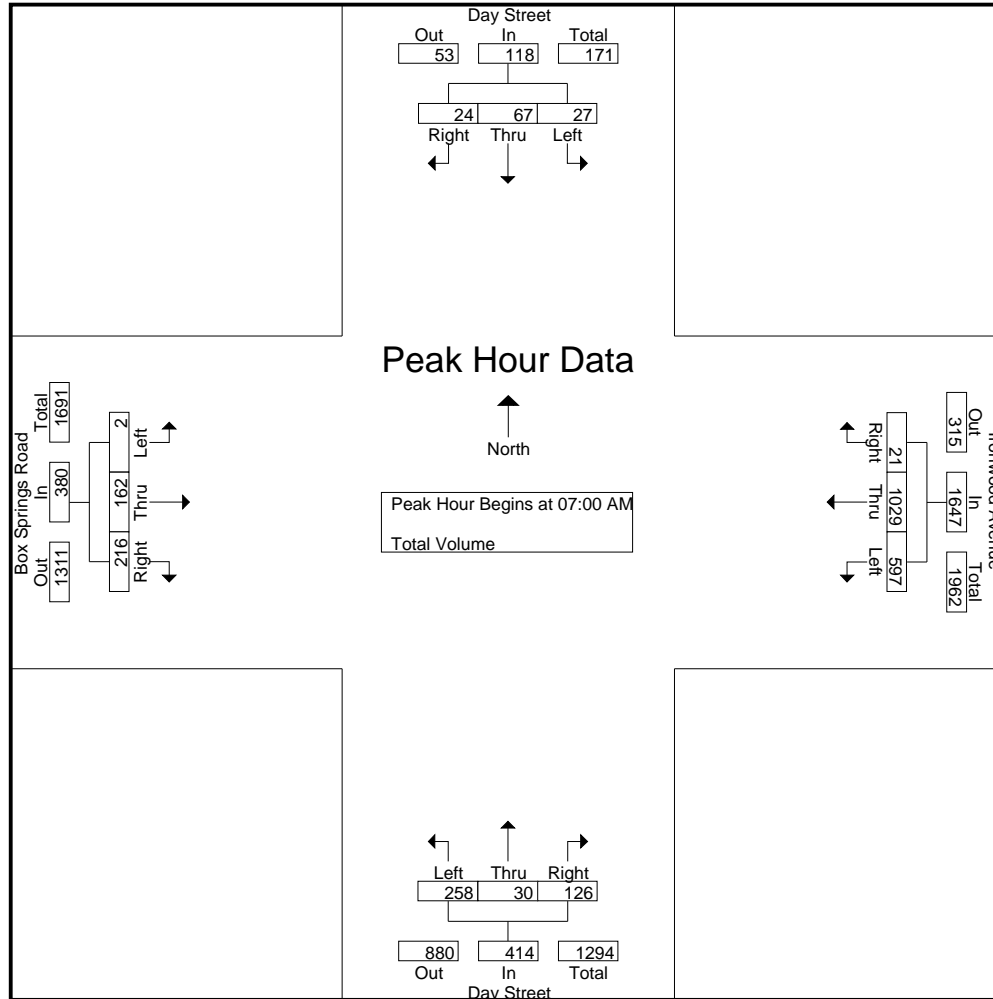 Day Street
Out In Total
53 118 171
24 67 27
Right Thru Left
Peak Hour Data
North
Peak Hour Begins at 07:00 AM
Total Volume
Box Springs Road
Total In Out
1691 380 1311
2 162 216
Left Thru Right
Right Thru Left
21 1029 597
315 1647 1962
Out In Total
Avenue
Left Thru Right
258 30 126
880 414 1294
Out In Total
Day Street